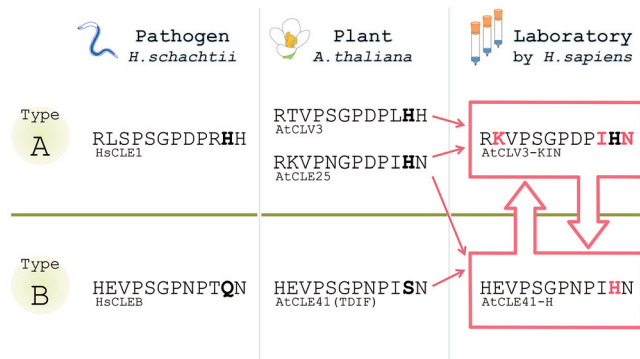 Pathogen
H.schachtii
Plant
A.thaliana
Laboratory
by H.sapiens
Type
A
RLSPSGPDPRHH
HsCLE1
RTVPSGPDPLHH
AtCLV3
RKVPNGPDPIHN
AtCLE25
RKVPSGPDPIHN
AtCLV3-KIN
Type
B
HEVPSGPNPTQN
HsCLEB
HEVPSGPNPISN
AtCLE41(TDIF)
HEVPSGPNPIHN
AtCLE41-H